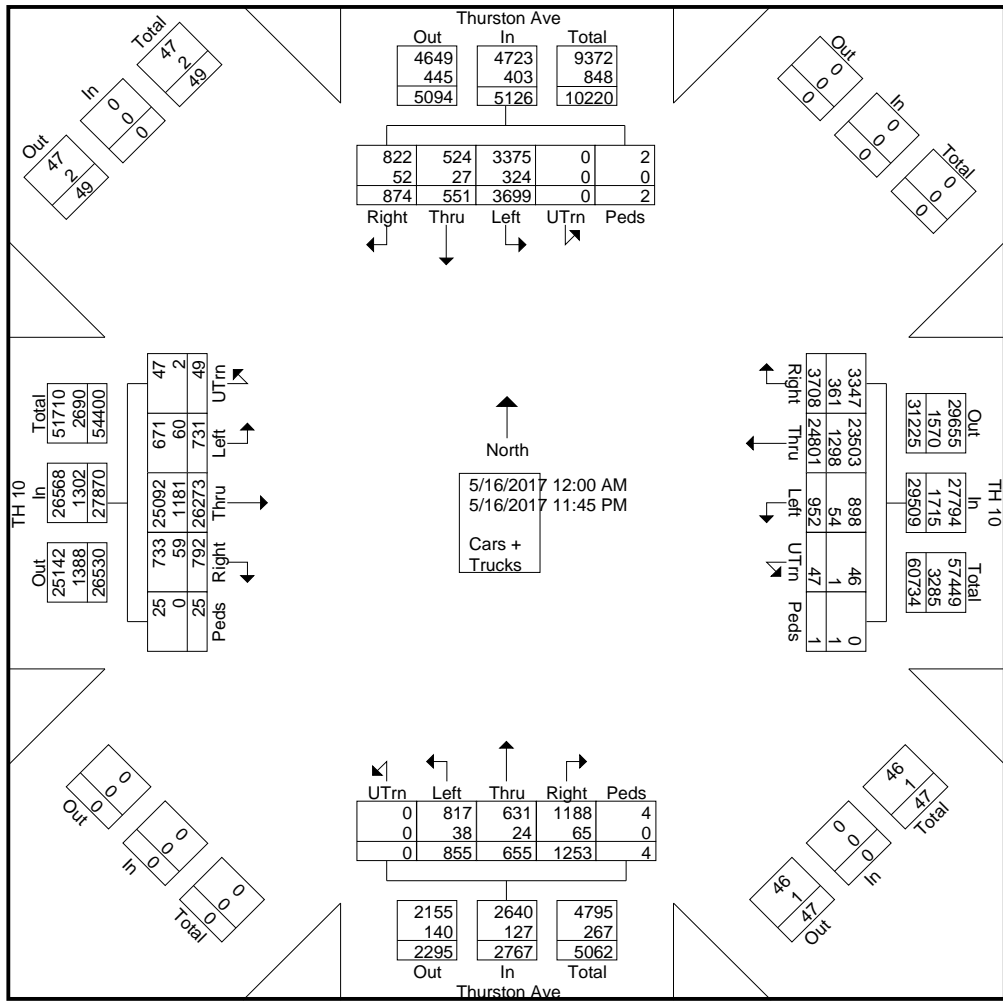 Thurston Ave
Out In Total
4649 4723 9372
445 403 848
5094 5126 10220
822 524 3375 0 2
52 27 324 0 0
874 551 3699 0 2
Right Thru Left UTrn Peds
Total
47
2
49
In
0
0
0
Out
47
2
49
Out
0
0
0
In
0
0
0
Total
0
0
0
TH 10
Total
51710
2690
54400
In
26568
1302
27870
Out
25142
1388
26530
47
2
49
UTrn
671
60
731
Left
25092
1181
26273
Thru
733
59
792
Right
25
0
25
Peds
North
5/16/2017 12:00 AM
5/16/2017 11:45 PM
Cars +
Trucks
Right
3708
361
3347
Thru
24801
1298
23503
Left
952
54
898
UTrn
47
1
46
Peds
1
1
0
Out
29655
1570
31225
TH 10
In
27794
1715
29509
Total
57449
3285
60734
0
0
0
Out
0
0
0
In
0
0
0
Total
46
1
47
Total
0
0
0
In
46
1
47
Out
UTrn Left Thru Right Peds
0 817 631 1188 4
0 38 24 65 0
0 855 655 1253 4
2155 2640 4795
140 127 267
2295 2767 5062
Out In Total
Thurston Ave